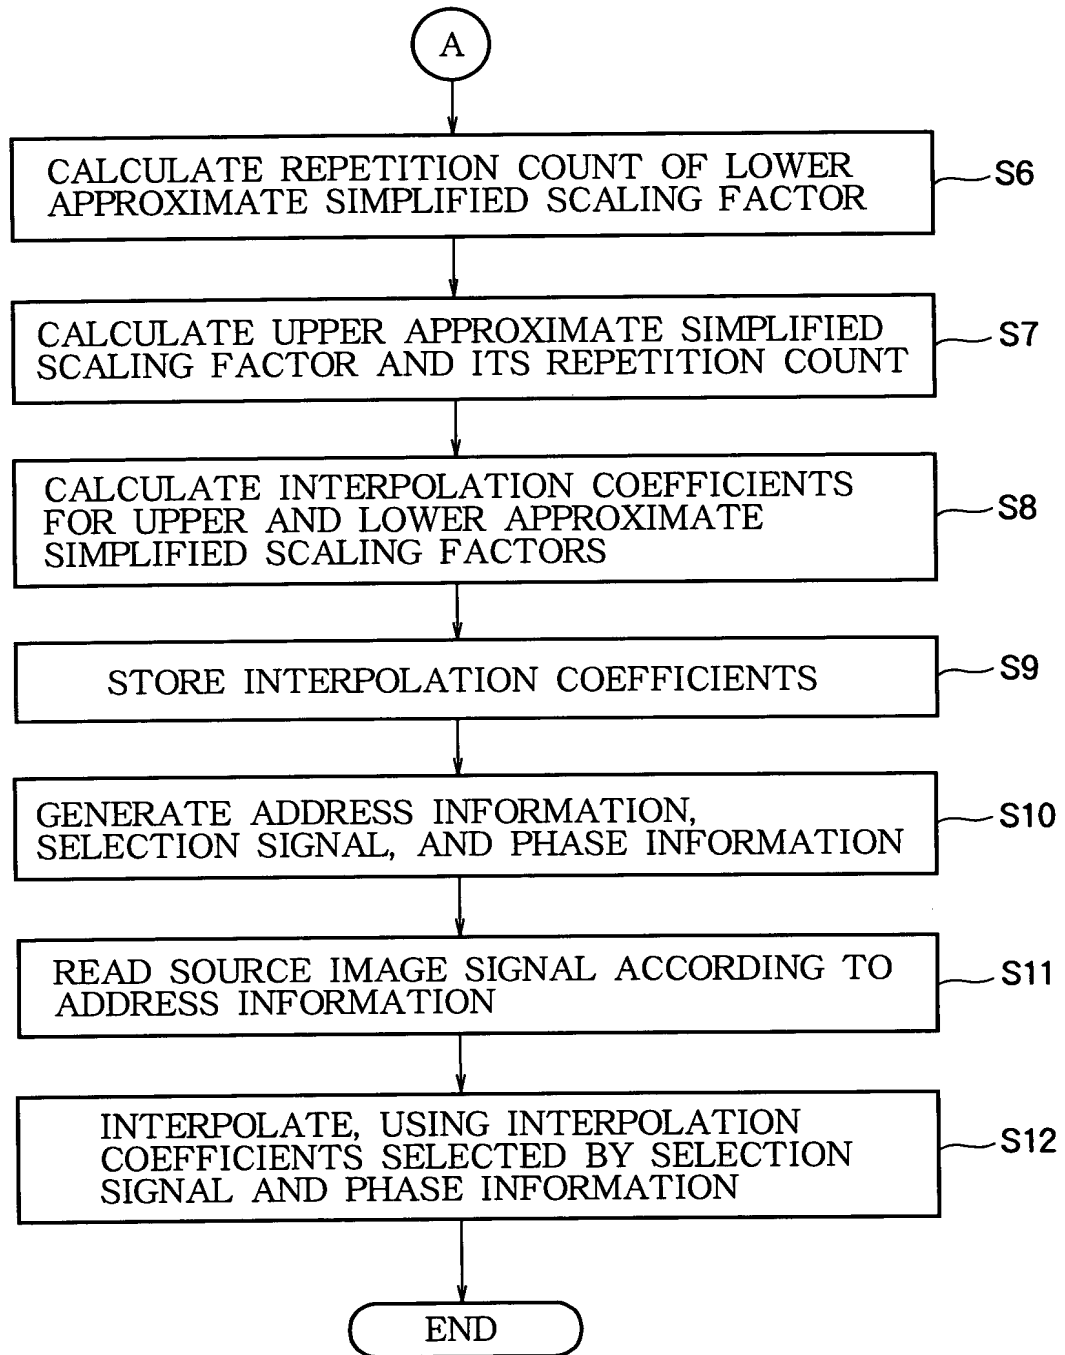 A
CALCULATE REPETITION COUNT OF LOWER
APPROXIMATE SIMPLIFIED SCALING FACTOR
S6
CALCULATE UPPER APPROXIMATE SIMPLIFIED
SCALING FACTOR AND ITS REPETITION COUNT
S7
CALCULATE INTERPOLATION COEFFICIENTS
FOR UPPER AND LOWER APPROXIMATE
SIMPLIFIED SCALING FACTORS
S8
STORE INTERPOLATION COEFFICIENTS
S9
GENERATE ADDRESS INFORMATION,
SELECTION SIGNAL, AND PHASE INFORMATION
S10
READ SOURCE IMAGE SIGNAL ACCORDING TO
ADDRESS INFORMATION
S11
INTERPOLATE, USING INTERPOLATION
COEFFICIENTS SELECTED BY SELECTION
SIGNAL AND PHASE INFORMATION
S12
END